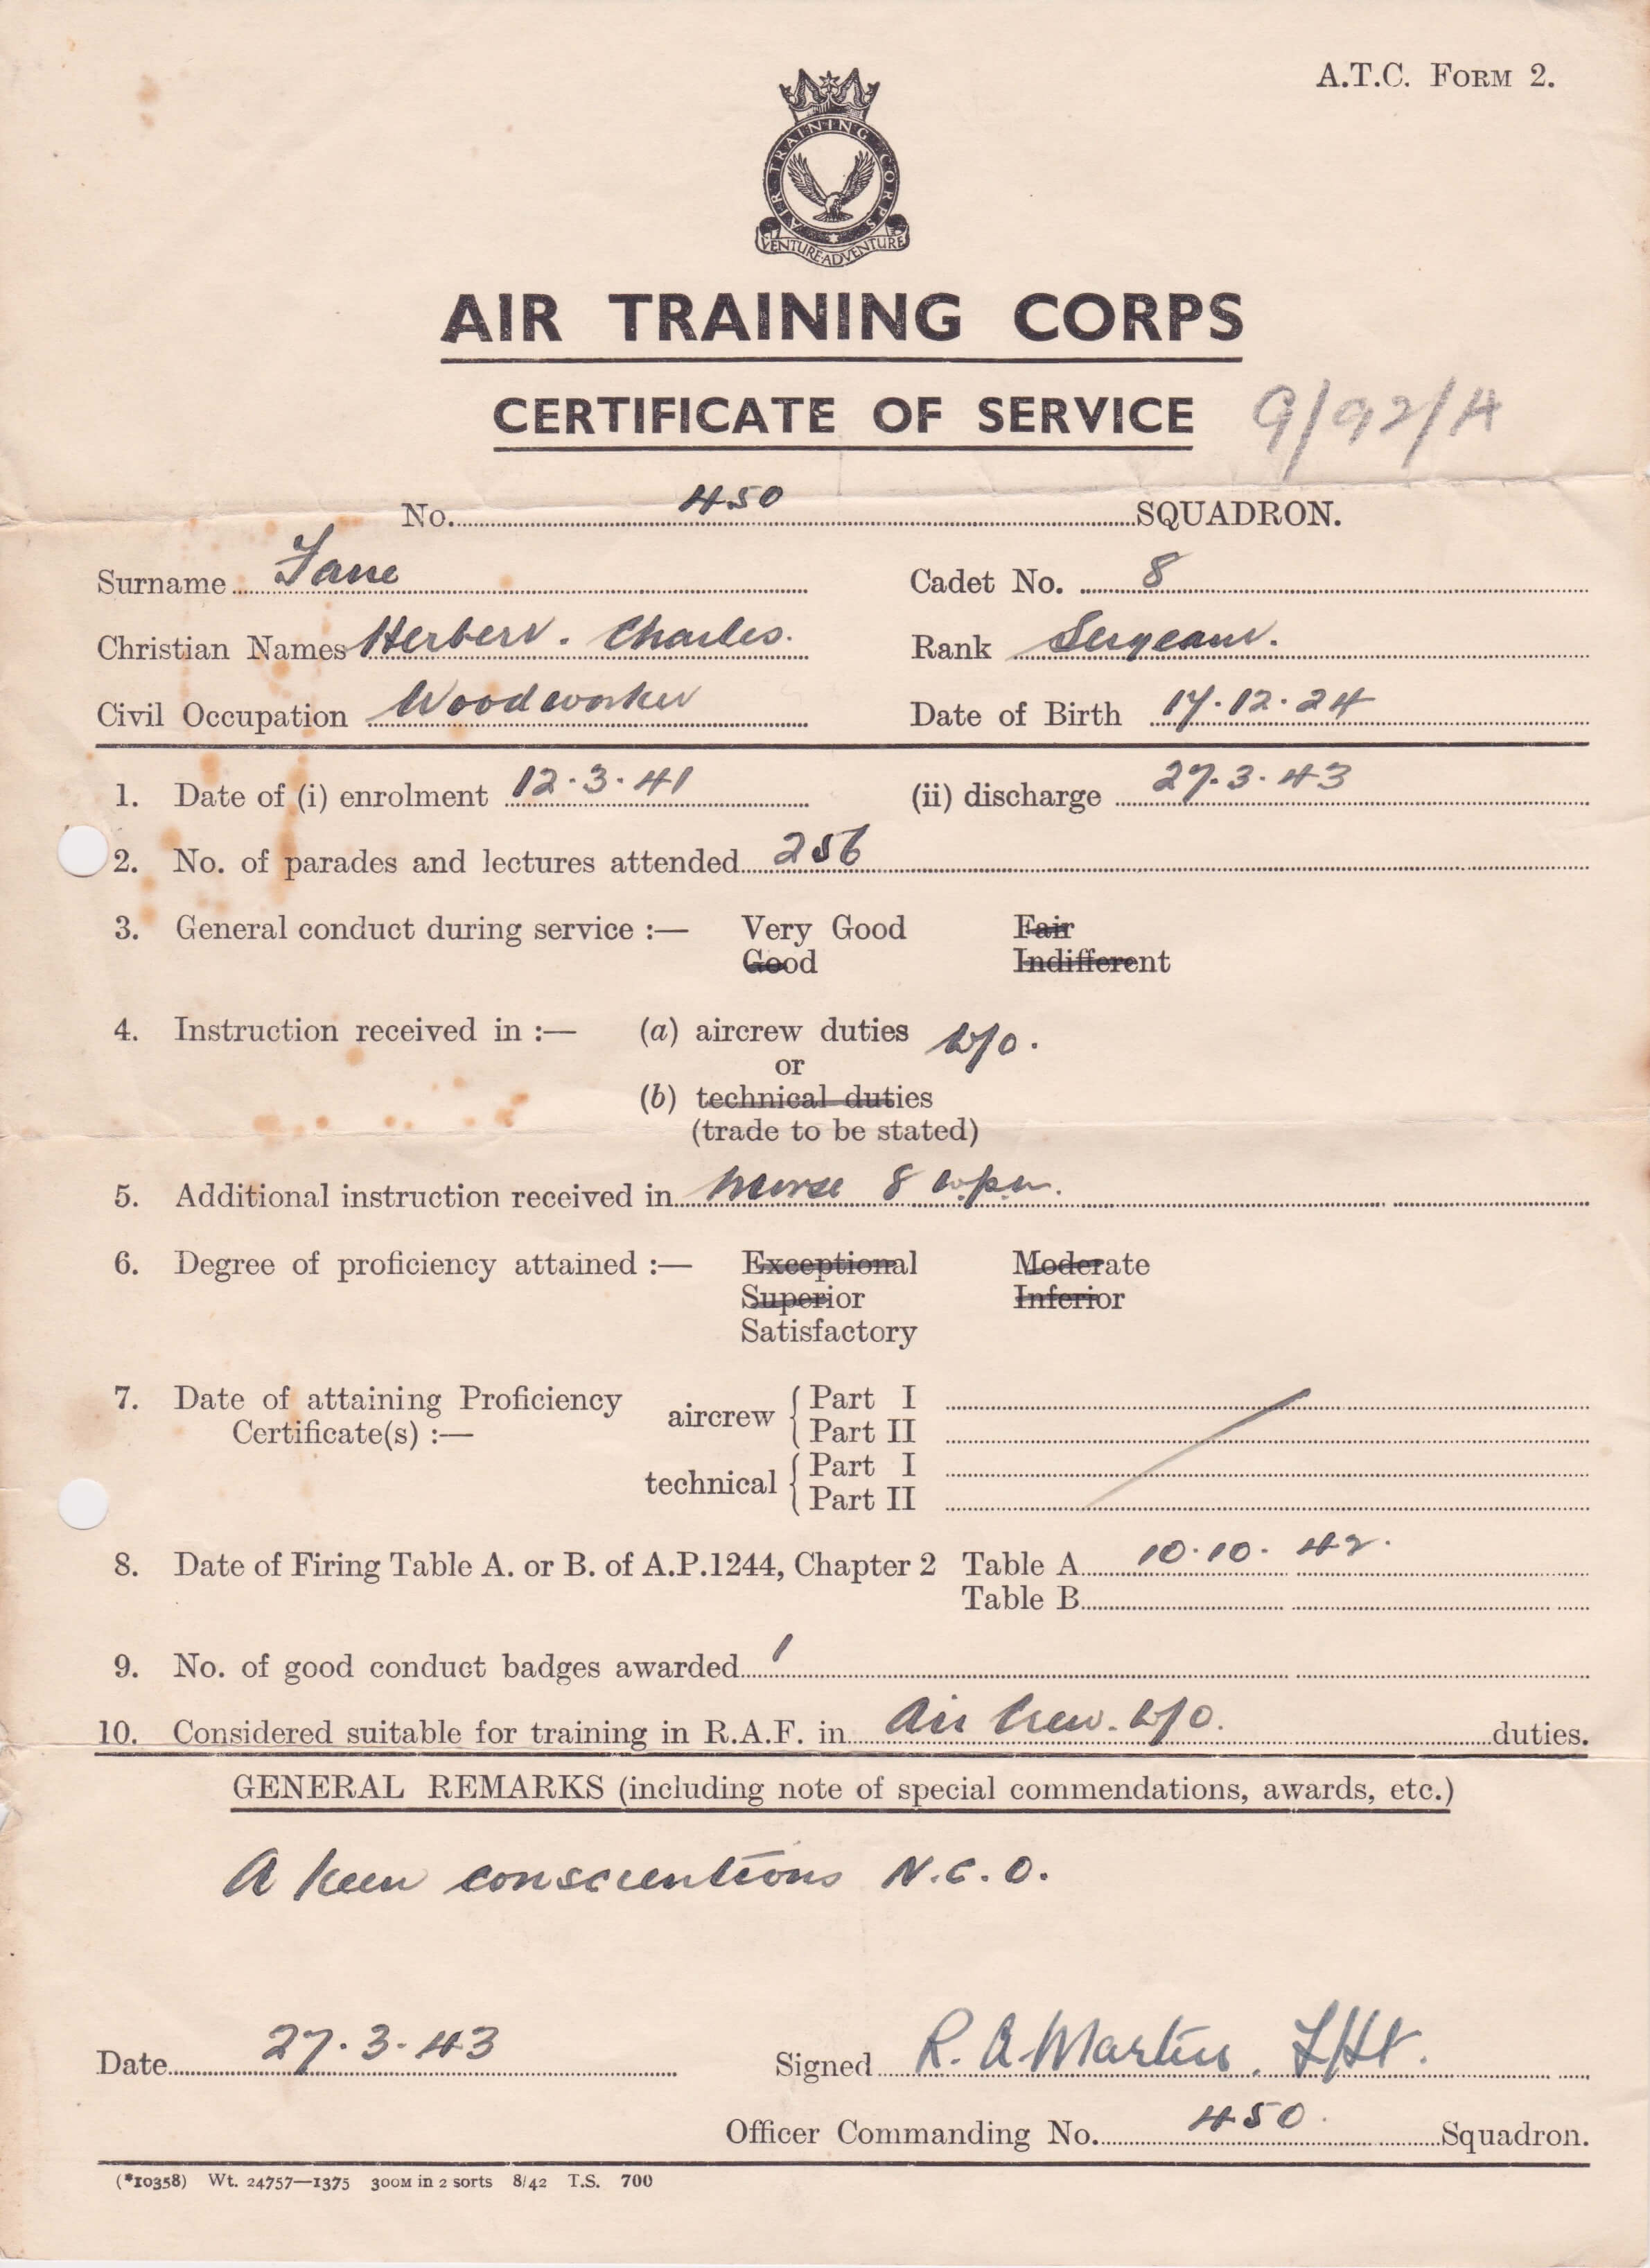 A.T.C. FORM 2.
AIR TRAINING CORPS
VENTURE ADVENTURE
AIR TRAINING CORPS
CERTIFICATE OF SERVICE 9/92/A
No. 450 SQUADRON.
Surname Fane Cadet No. 8
Christian Names Herbert. Charles. Rank Sergeant.
Civil Occupation Woodworker Date of Birth 17.12.24
1. Date of (i) enrolment 12.3.41 (ii) discharge 27.3.43
2. No. of parades and lectures attended 256
3. General conduct during service :— Very Good Fair
Good Indifferent
4. Instruction received in :— (a) aircrew duties W/O.
or
(b) technical duties
(trade to be stated)
5. Additional instruction received in Morse 8 w.p.m.
6. Degree of proficiency attained :— Exceptional Moderate
Superior Inferior
Satisfactory
7. Date of attaining Proficiency aircrew Part I
Certificate(s) :— Part II
technical Part I
Part II
8. Date of Firing Table A. or B. of A.P.1244, Chapter 2 Table A 10.10.42.
Table B
9. No. of good conduct badges awarded 1
10. Considered suitable for training in R.A.F. in Air Crew. W/O. duties.
GENERAL REMARKS (including note of special commendations, awards, etc.)
A keen conscientious N.C.O.
Date 27.3.43 Signed R. A. Martin. F/Lt.
Officer Commanding No. 450. Squadron.
(*10358) Wt. 24757—1375 300M in 2 sorts 8/42 T.S. 700